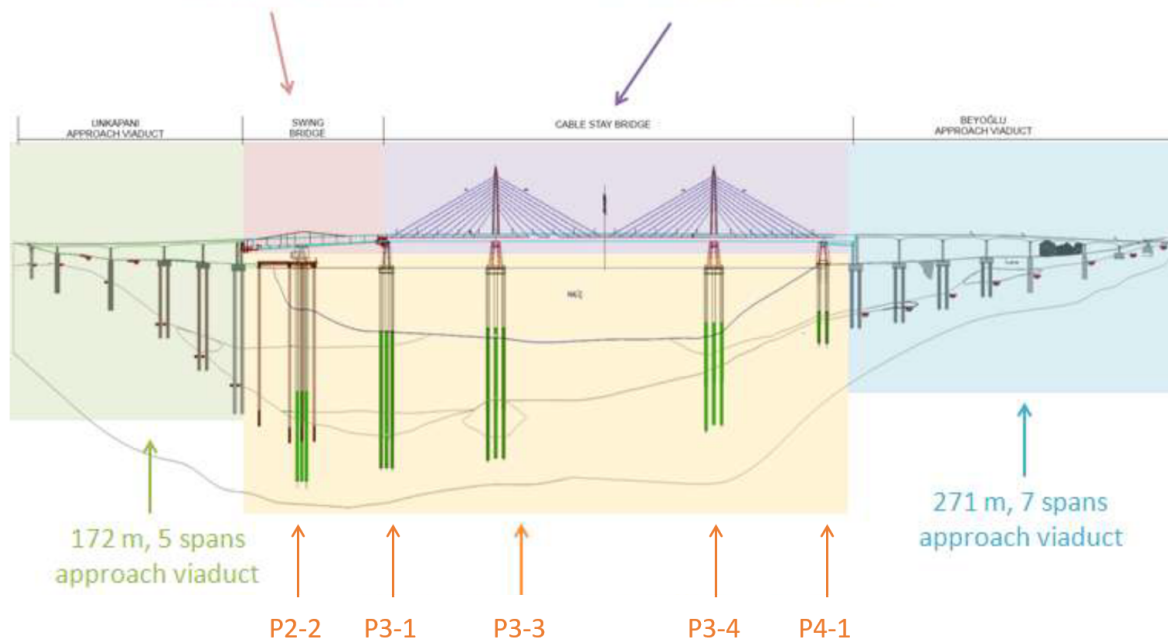 UNKAPANI
APPROACH VIADUCT
SWING
BRIDGE
CABLE STAY BRIDGE
BEYOĞLU
APPROACH VIADUCT
172 m, 5 spans
approach viaduct
271 m, 7 spans
approach viaduct
P2-2 P3-1 P3-3 P3-4 P4-1